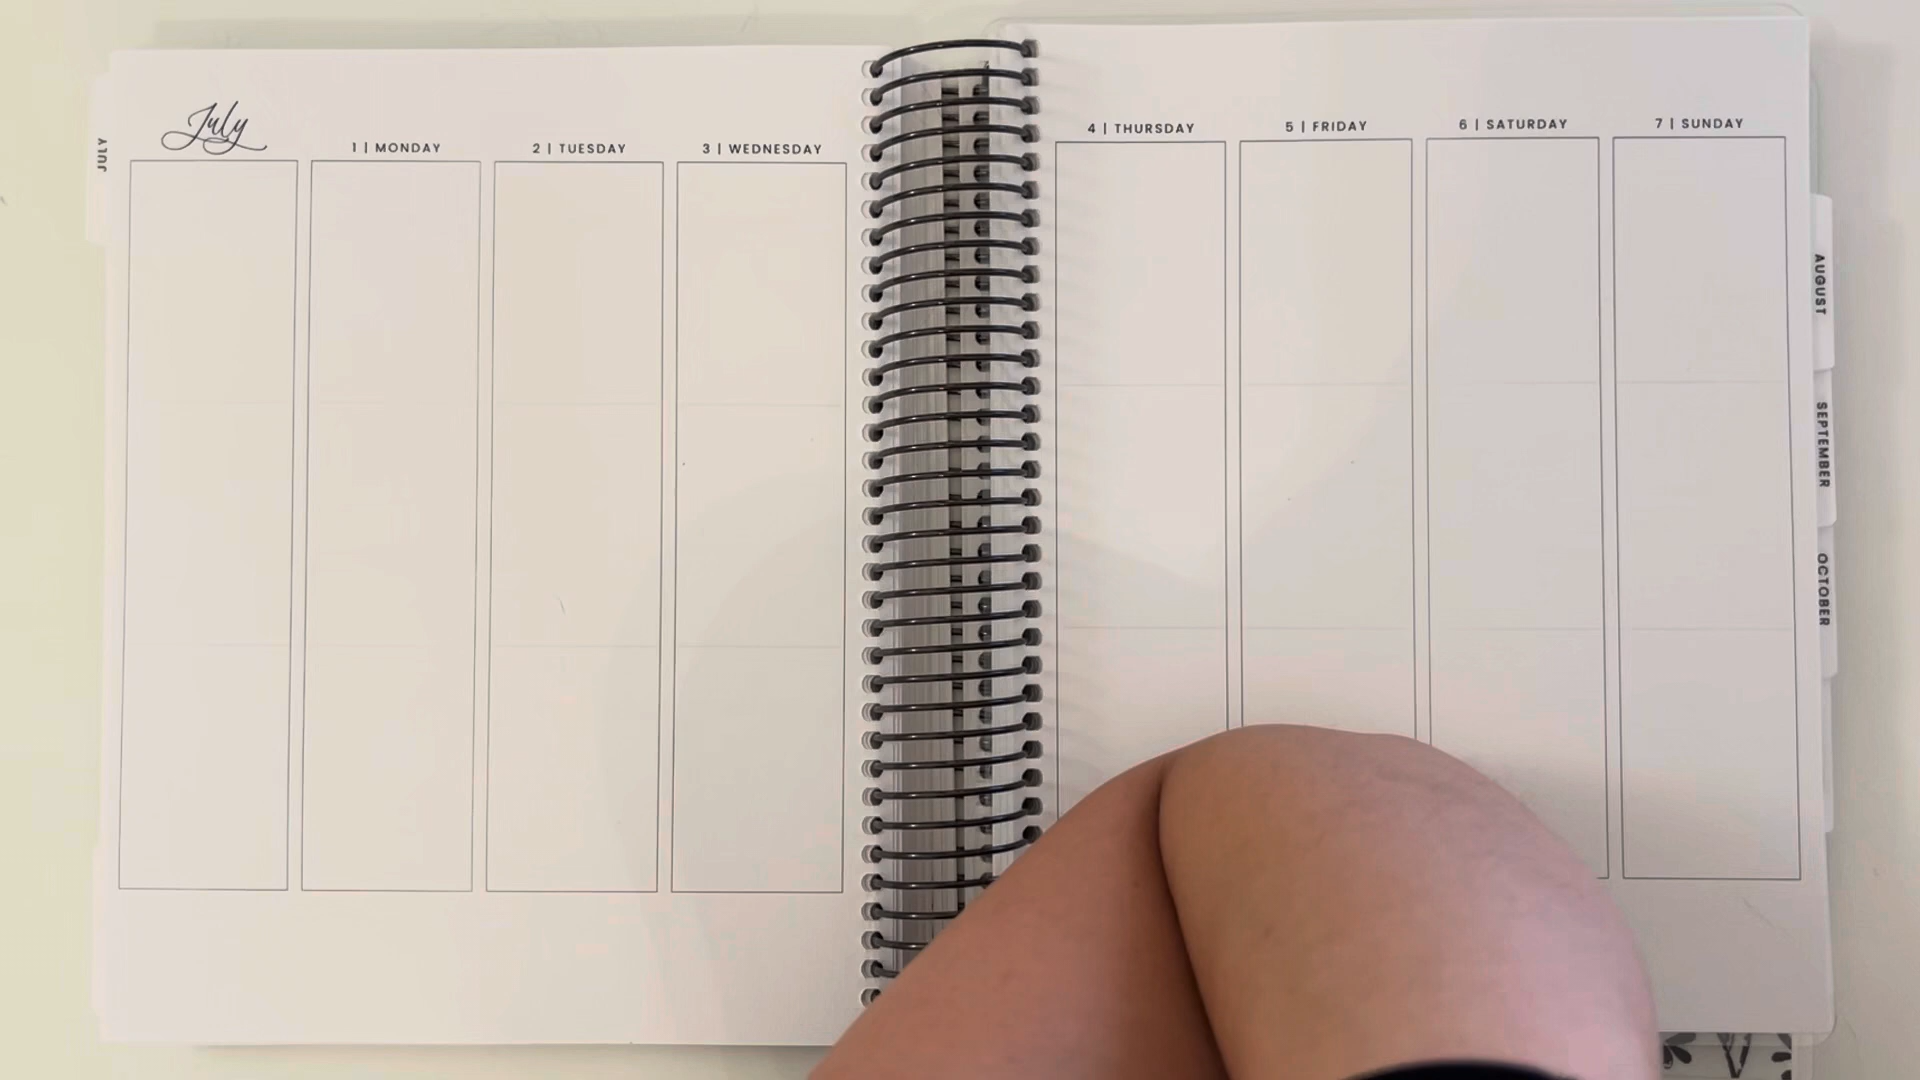 July
JULY
1 | MONDAY
2 | TUESDAY
3 | WEDNESDAY
4 | THURSDAY
5 | FRIDAY
6 | SATURDAY
7 | SUNDAY
AUGUST
SEPTEMBER
OCTOBER